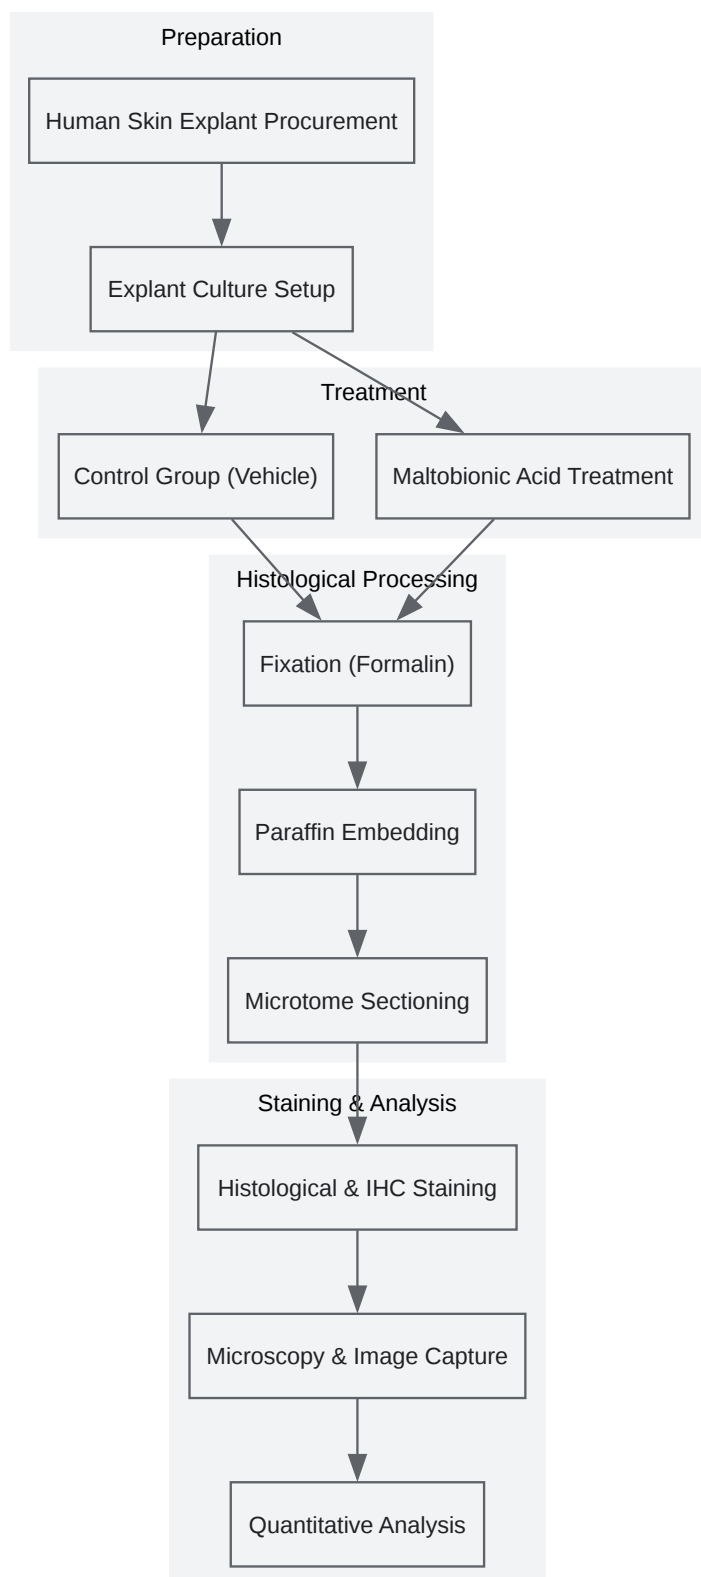 Preparation
Human Skin Explant Procurement
Explant Culture Setup
Treatment
Control Group (Vehicle)
Maltobionic Acid Treatment
Histological Processing
Fixation (Formalin)
Paraffin Embedding
Microtome Sectioning
Staining & Analysis
Histological & IHC Staining
Microscopy & Image Capture
Quantitative Analysis